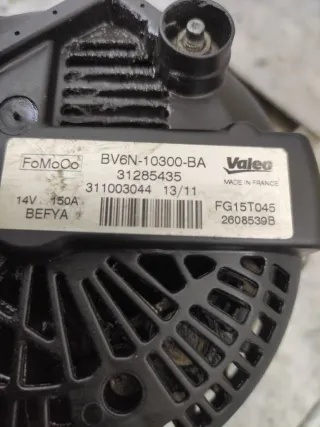 FoMoCo
BV6N-10300-BA
31285435
311003044 13/11
14V 150A
BEFYA
Valeo
MADE IN FRANCE
FG15T045
2608539B